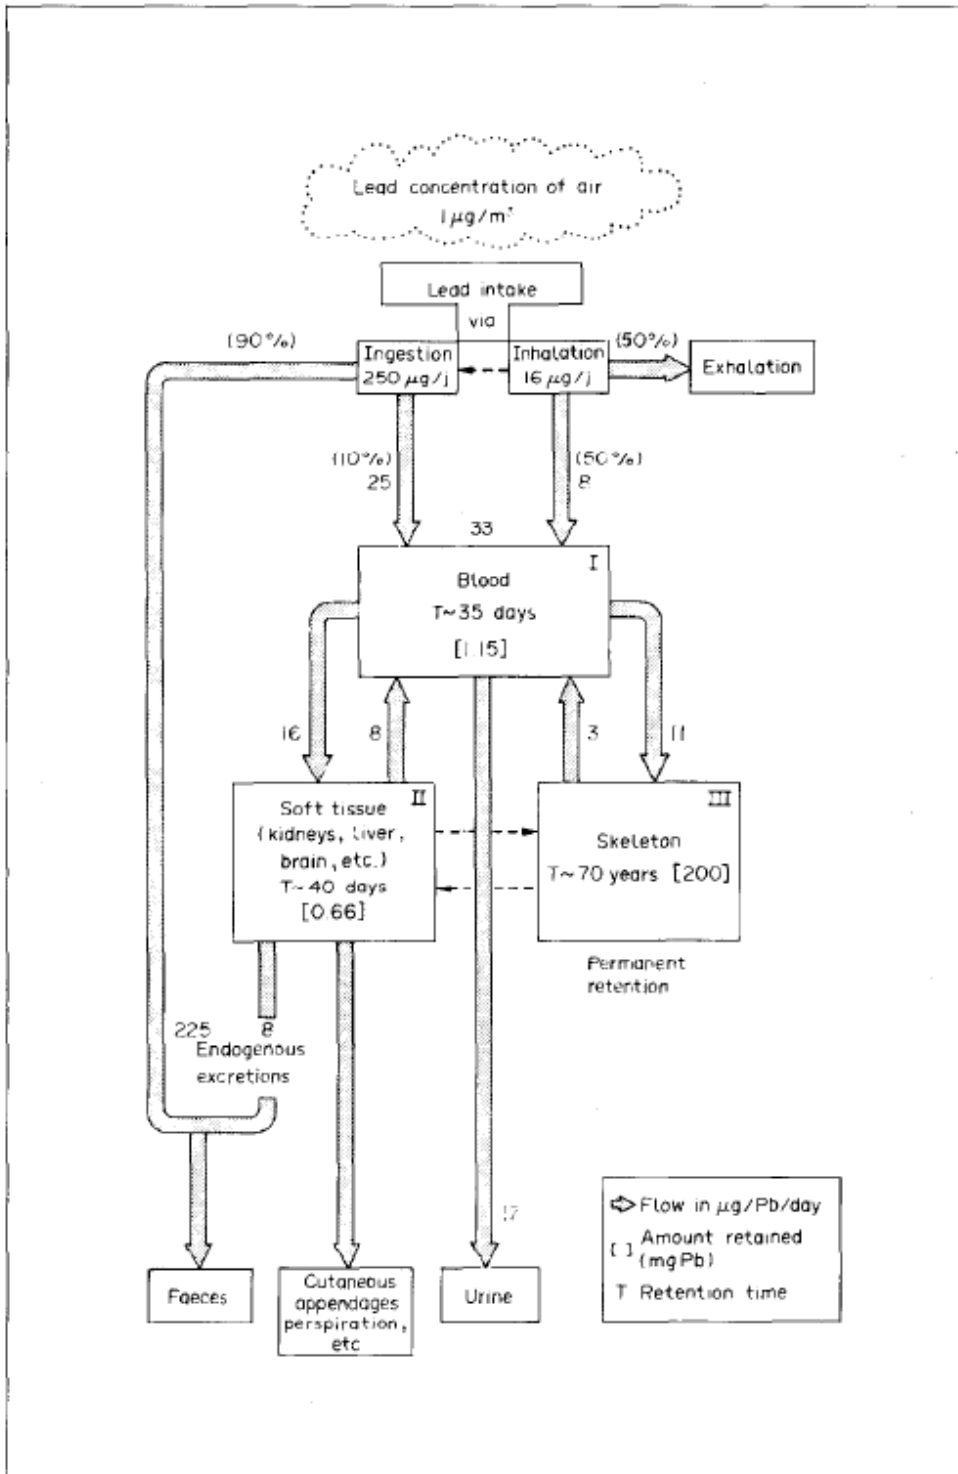 Lead concentration of air
1 µg/m³
Lead intake
via
(90%)
Ingestion
250 µg/j
Inhalation
16 µg/j
(50%)
Exhalation
(10%)
25
(50%)
8
33
I
Blood
T~35 days
[1.15]
16
8
3
11
II
Soft tissue
(kidneys, liver,
brain, etc.)
T~40 days
[0.66]
III
Skeleton
T~70 years [200]
Permanent
retention
225
8
Endogenous
excretions
Faeces
Cutaneous
appendages
perspiration,
etc
Urine
Flow in µg/Pb/day
[ ] Amount retained
(mg Pb)
T Retention time